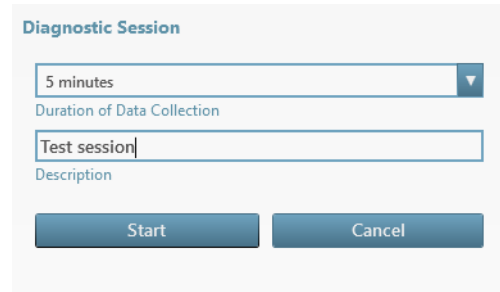 Diagnostic Session
5 minutes
Duration of Data Collection
Test session
Description
Start Cancel